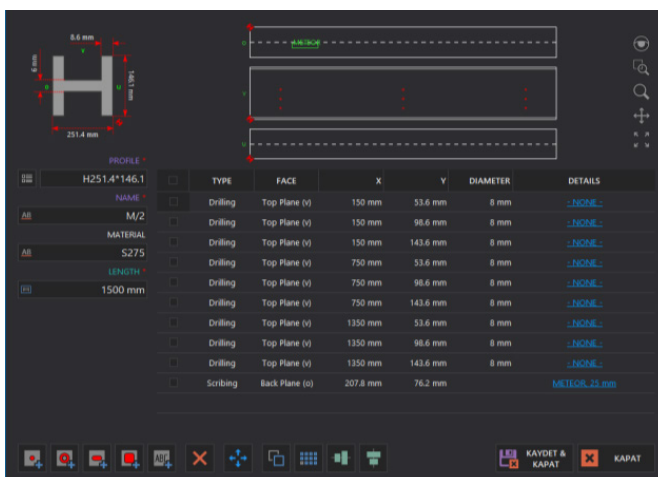 8.6 mm
v
6 mm
o
u
146.1 mm
251.4 mm
o
METEOR
v
u
PROFILE *
H251.4*146.1
NAME *
AB
M/2
MATERIAL
AB
S275
LENGTH *
1500 mm
TYPE FACE X Y DIAMETER DETAILS
Drilling Top Plane (v) 150 mm 53.6 mm 8 mm - NONE -
Drilling Top Plane (v) 150 mm 98.6 mm 8 mm - NONE -
Drilling Top Plane (v) 150 mm 143.6 mm 8 mm - NONE -
Drilling Top Plane (v) 750 mm 53.6 mm 8 mm - NONE -
Drilling Top Plane (v) 750 mm 98.6 mm 8 mm - NONE -
Drilling Top Plane (v) 750 mm 143.6 mm 8 mm - NONE -
Drilling Top Plane (v) 1350 mm 53.6 mm 8 mm - NONE -
Drilling Top Plane (v) 1350 mm 98.6 mm 8 mm - NONE -
Drilling Top Plane (v) 1350 mm 143.6 mm 8 mm - NONE -
Scribing Back Plane (o) 207.8 mm 76.2 mm METEOR, 25 mm
ABC
KAYDET &
KAPAT
KAPAT